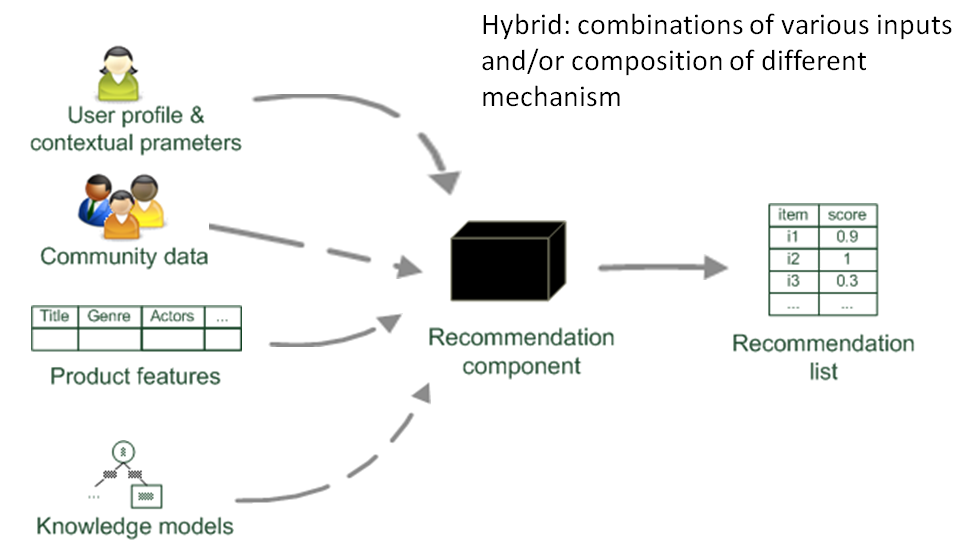 Hybrid: combinations of various inputs
and/or composition of different
mechanism
User profile &
contextual prameters
Community data
Title Genre Actors ...
Product features
... 
Knowledge models
Recommendation
component
item score
i1 0.9
i2 1
i3 0.3
... ...
Recommendation
list